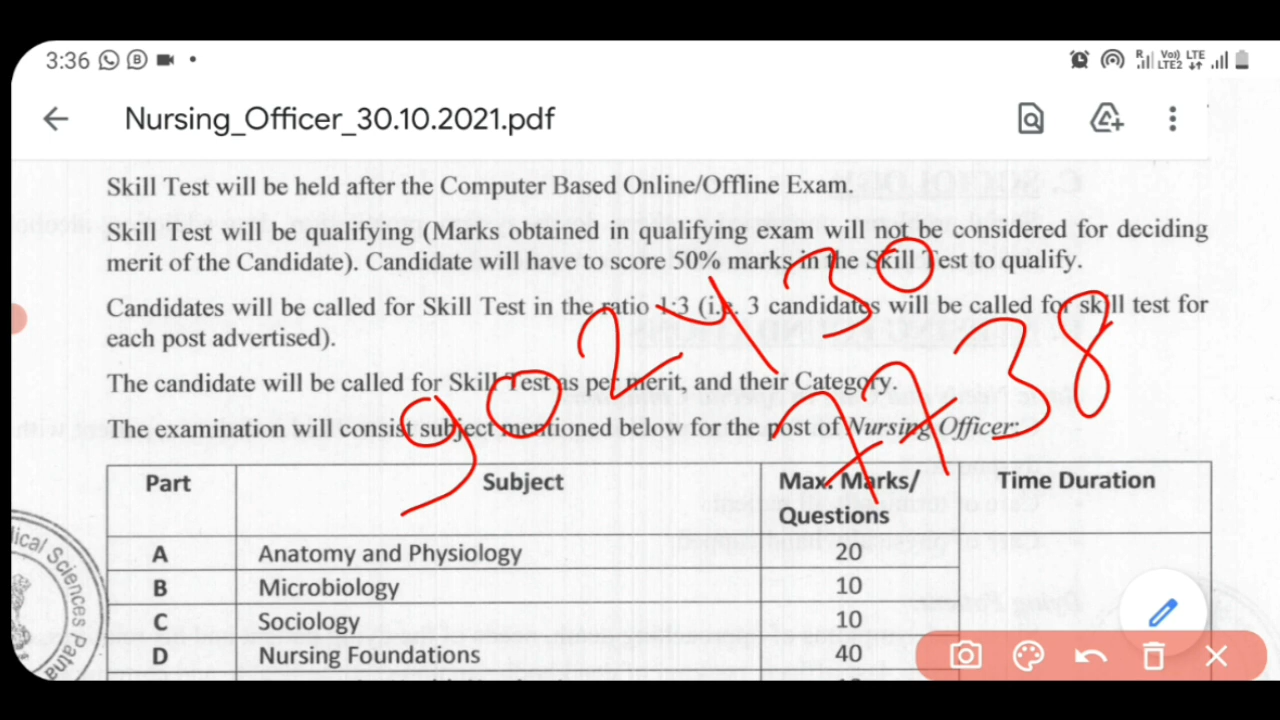 3:36
R Vo) LTE
LTE2
Nursing_Officer_30.10.2021.pdf
Skill Test will be held after the Computer Based Online/Offline Exam.
Skill Test will be qualifying (Marks obtained in qualifying exam will not be considered for deciding
merit of the Candidate). Candidate will have to score 50% marks in the Skill Test to qualify.
Candidates will be called for Skill Test in the ratio 1:3 (i.e. 3 candidates will be called for skill test for
each post advertised).
The candidate will be called for Skill Test as per merit, and their Category.
The examination will consist subject mentioned below for the post of Nursing Officer:
Part Subject Max. Marks/ Time Duration
Questions
A Anatomy and Physiology 20
B Microbiology 10
C Sociology 10
D Nursing Foundations 40
ical Sciences Patna